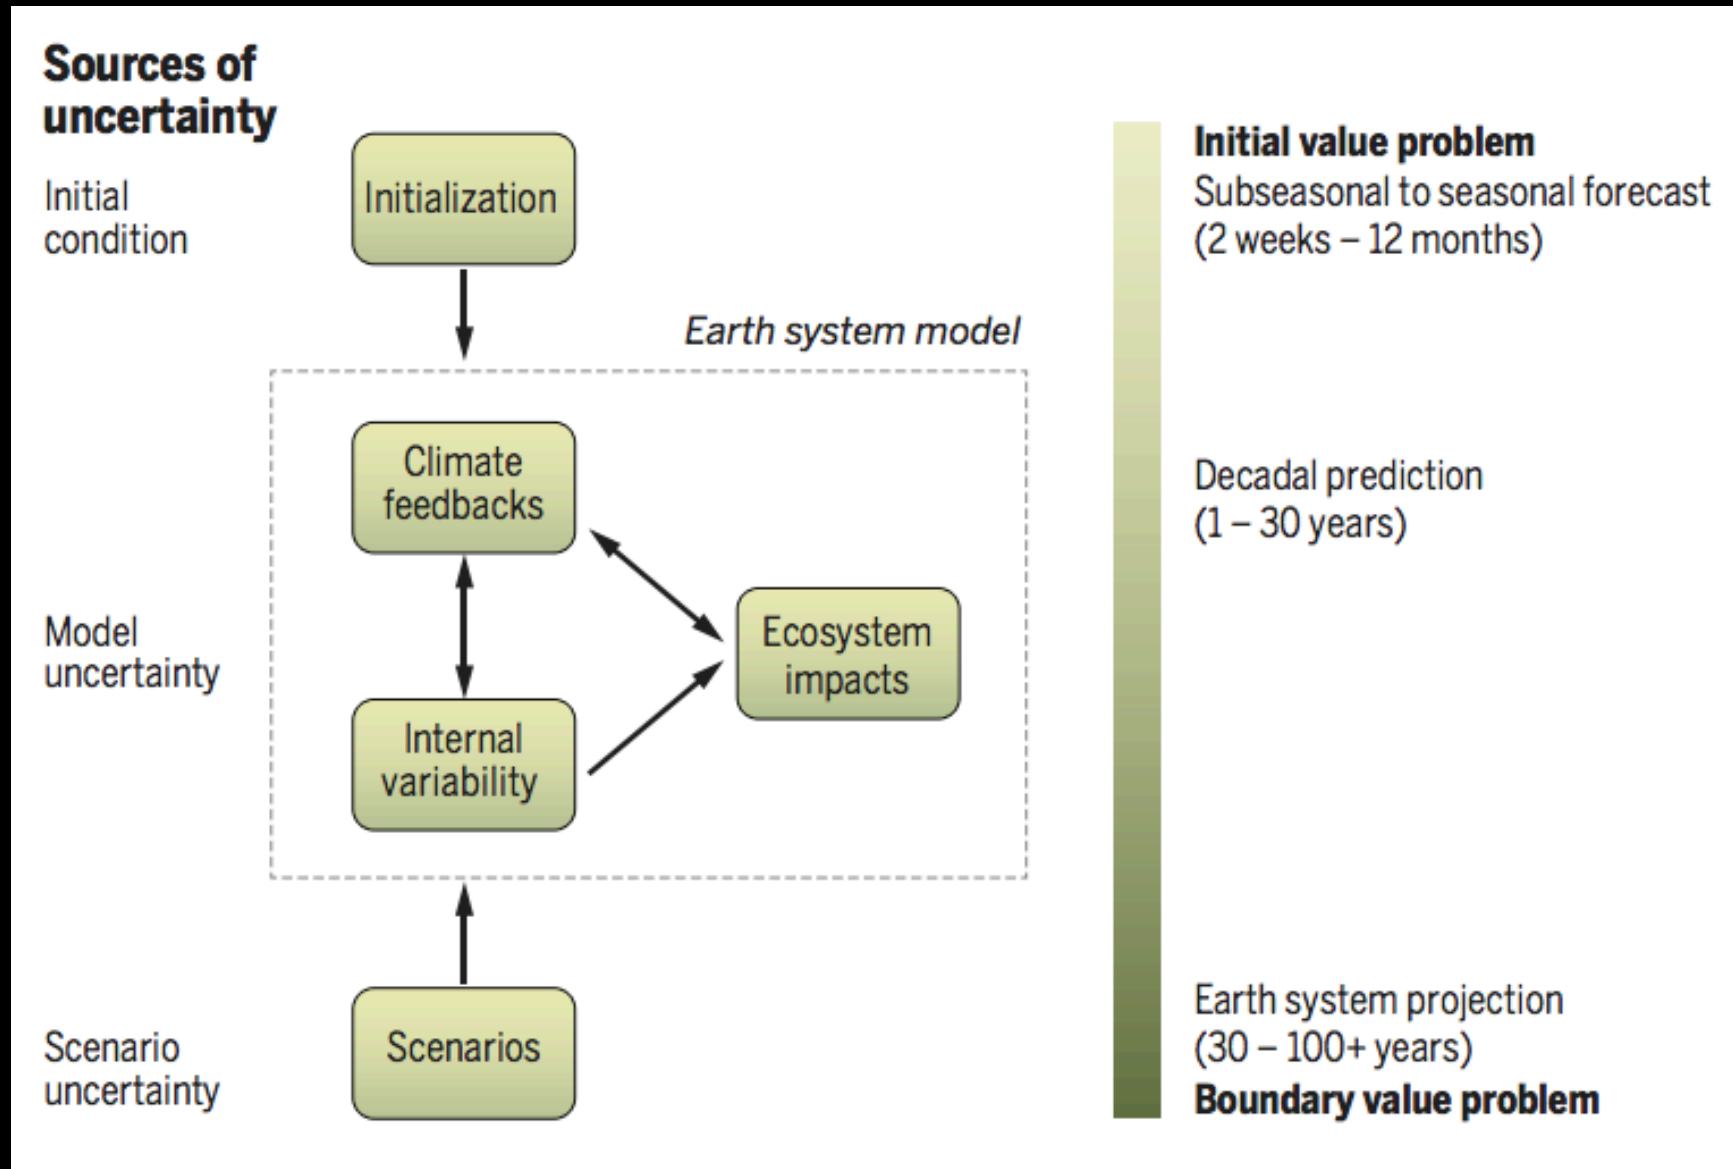 Sources of
uncertainty
Initial
condition
Initialization
Earth system model
Climate
feedbacks
Model
uncertainty
Ecosystem
impacts
Internal
variability
Scenario
uncertainty
Scenarios
Initial value problem
Subseasonal to seasonal forecast
(2 weeks – 12 months)
Decadal prediction
(1 – 30 years)
Earth system projection
(30 – 100+ years)
Boundary value problem